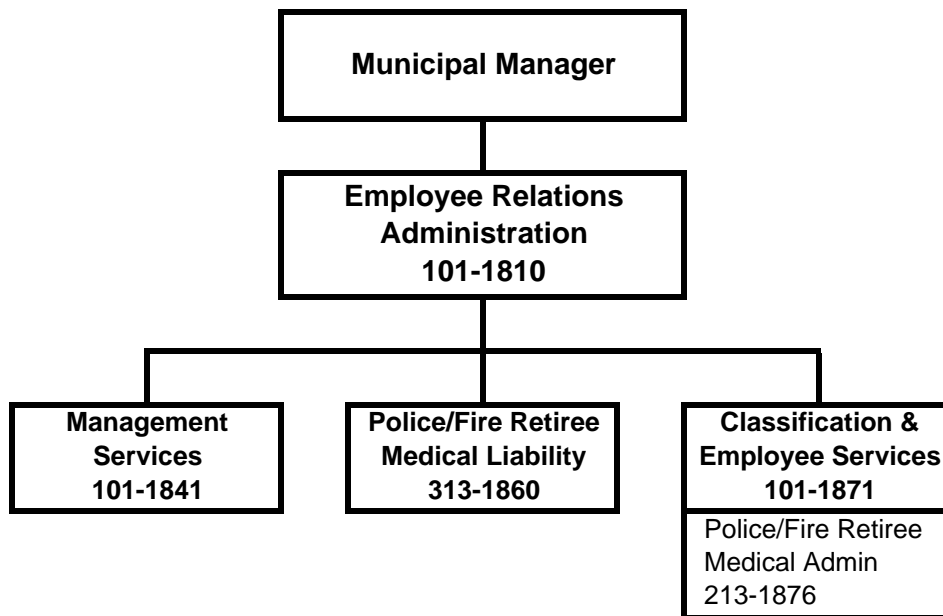 Municipal Manager
Employee Relations
Administration
101-1810
Management
Services
101-1841
Police/Fire Retiree
Medical Liability
313-1860
Classification &
Employee Services
101-1871
Police/Fire Retiree
Medical Admin
213-1876